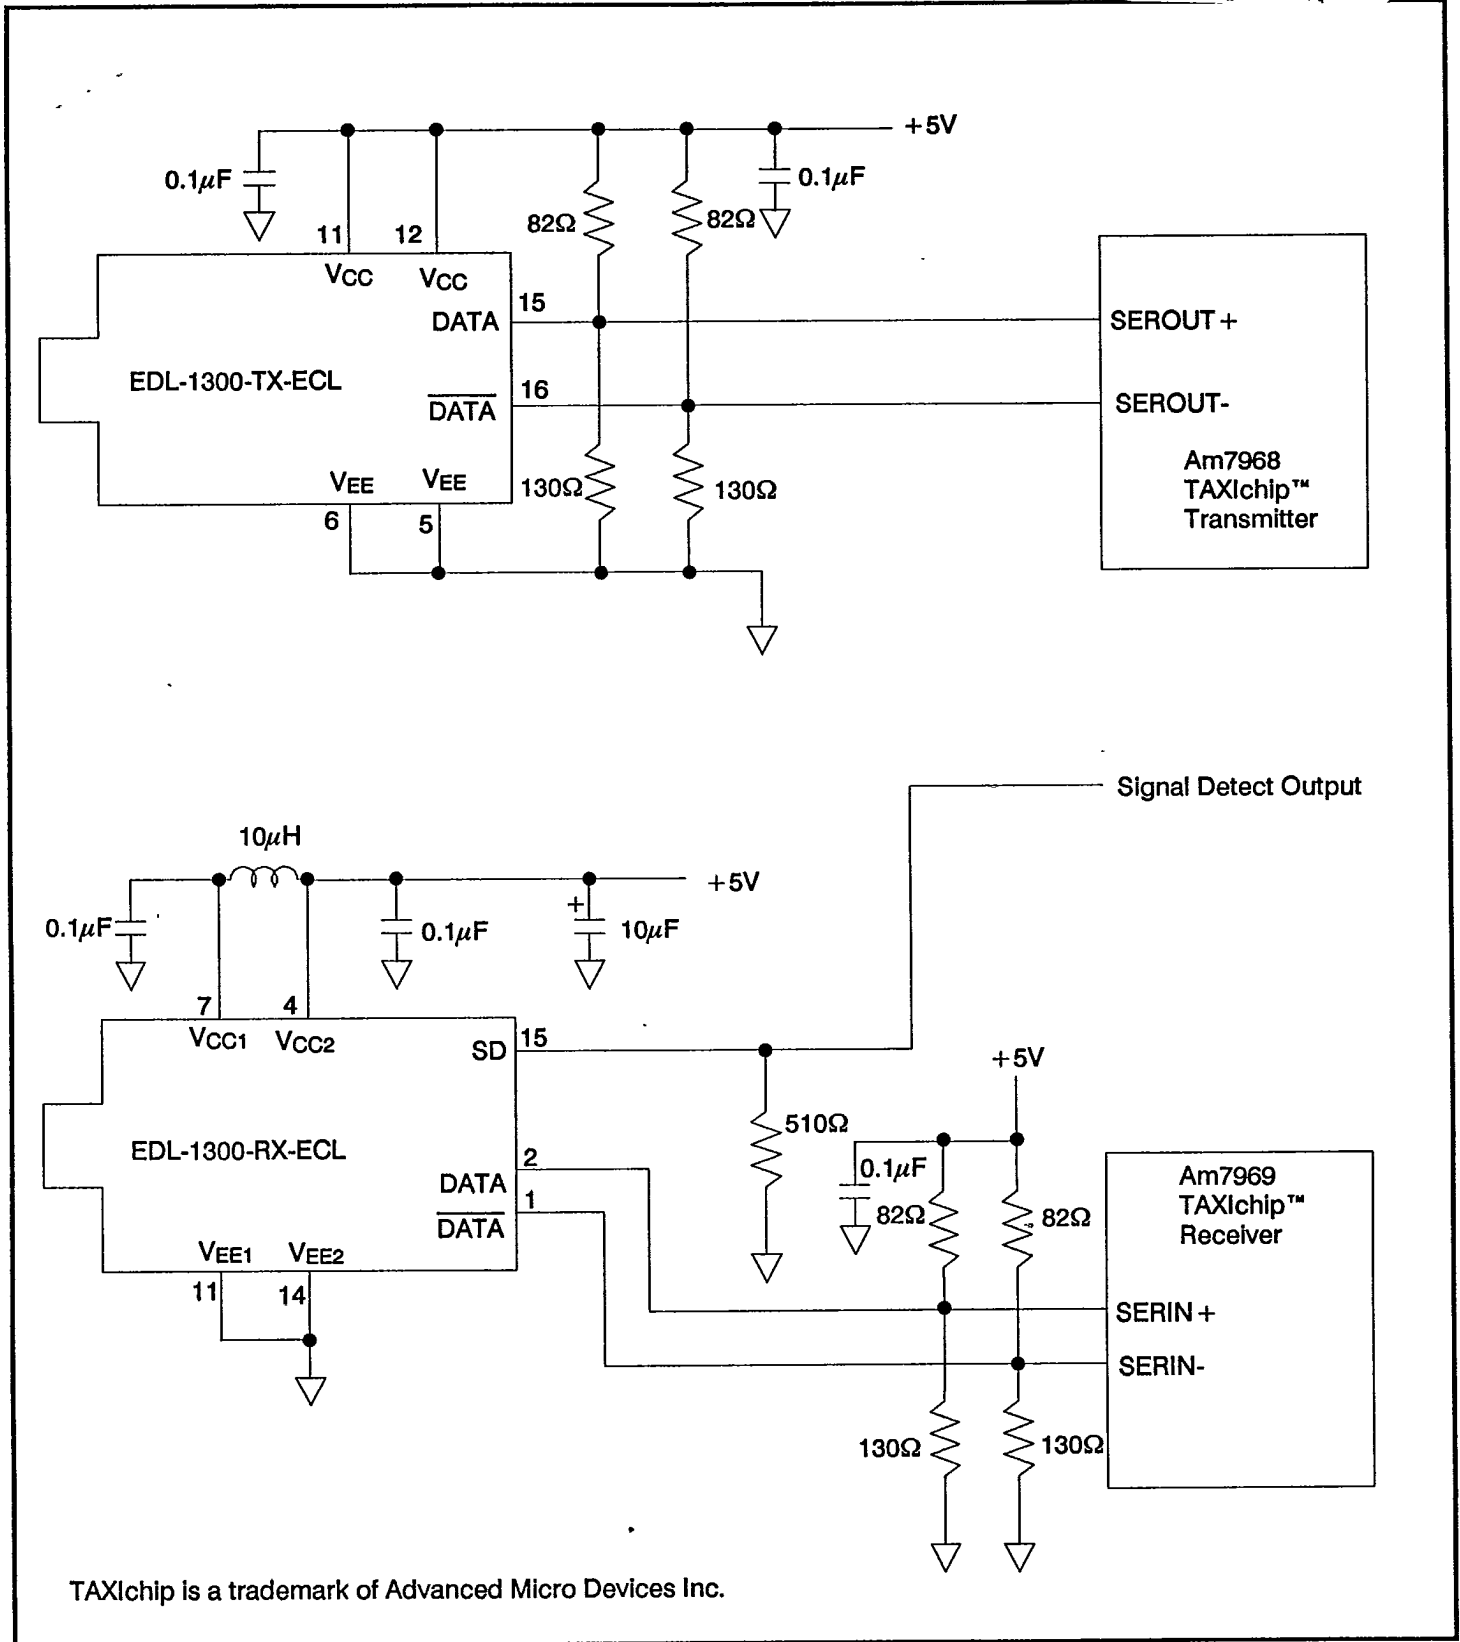 +5V
0.1μF
0.1μF
82Ω
82Ω
11
12
VCC
VCC
15
DATA
SEROUT+
EDL-1300-TX-ECL
16
DATA
SEROUT-
VEE
VEE
130Ω
130Ω
Am7968
TAXIchip™
Transmitter
6
5
Signal Detect Output
10μH
+5V
0.1μF
0.1μF
+
10μF
7
4
VCC1
VCC2
SD
15
+5V
510Ω
EDL-1300-RX-ECL
2
0.1μF
Am7969
TAXIchip™
Receiver
DATA
1
82Ω
82Ω
DATA
VEE1
VEE2
11
14
SERIN+
SERIN-
130Ω
130Ω
TAXIchip is a trademark of Advanced Micro Devices Inc.